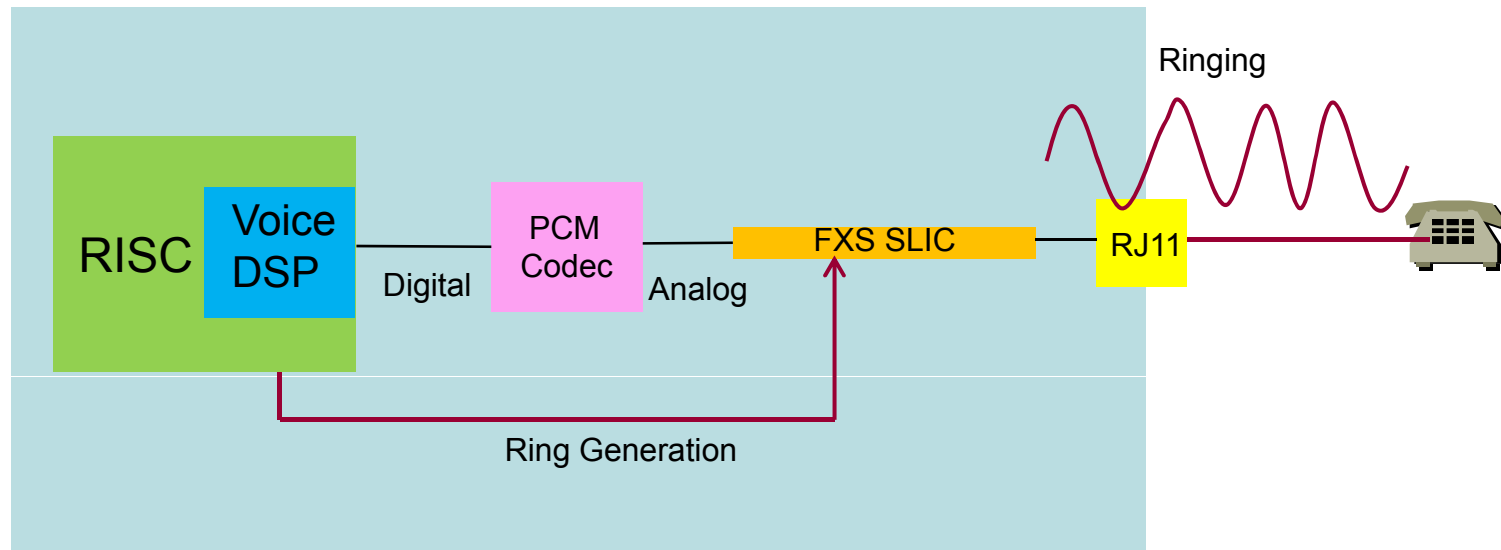 Ringing
RISC
Voice
DSP
Digital
PCM
Codec
Analog
FXS SLIC
RJ11
Ring Generation